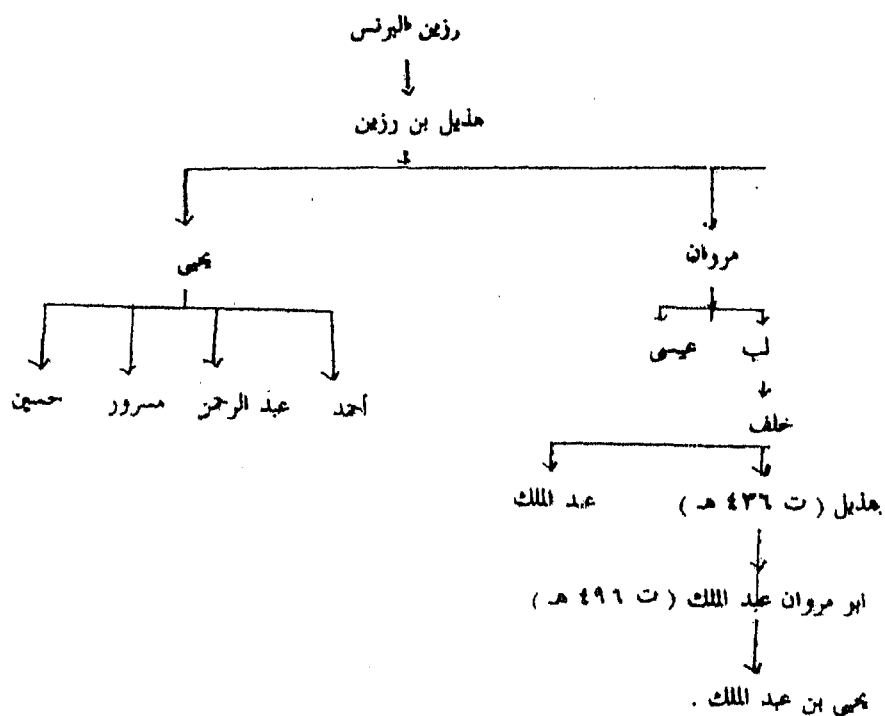 رزين البرنس
هذيل بن رزين
مروان
يحيى
لب
عيسى
أحمد
عبد الرحمن
مسرور
حسين
خلف
هذيل ( ت ٤٣٦ هـ )
عبد الملك
ابو مروان عبد الملك ( ت ٤٩٦ هـ )
يحيى بن عبد الملك .